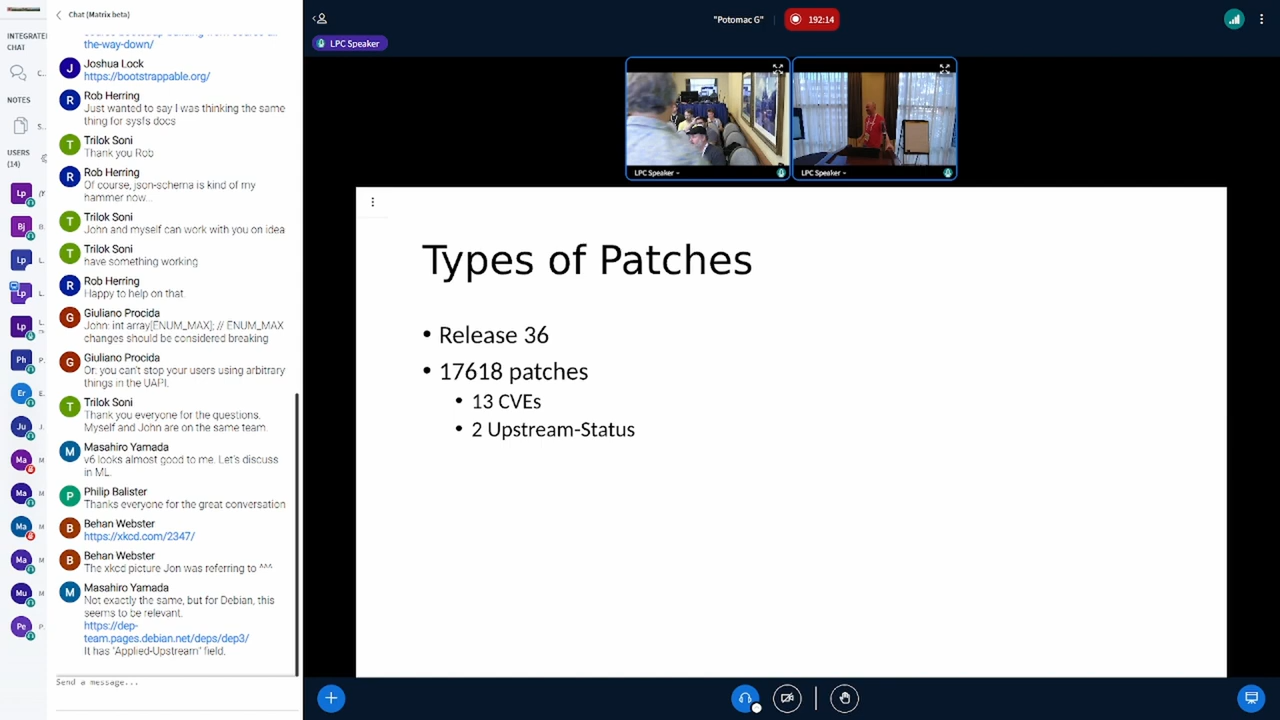 Chat (Matrix beta)
INTEGRATE
CHAT
C..
NOTES
S..
USERS
(14)
the-way-down/
Joshua Lock
https://bootstrappable.org/
Rob Herring
Just wanted to say I was thinking the same
thing for sysfs docs
Trilok Soni
Thank you Rob
Rob Herring
Of course, json-schema is kind of my
hammer now...
Trilok Soni
John and myself can work with you on idea
Trilok Soni
have something working
Rob Herring
Happy to help on that.
Giuliano Procida
John: int array[ENUM_MAX]; // ENUM_MAX
changes should be considered breaking
Giuliano Procida
Or: you can't stop your users using arbitrary
things in the UAPI.
Trilok Soni
Thank you everyone for the questions.
Myself and John are on the same team.
Masahiro Yamada
v6 looks almost good to me. Let's discuss
in ML.
Philip Balister
Thanks everyone for the great conversation
Behan Webster
https://xkcd.com/2347/
Behan Webster
The xkcd picture Jon was referring to ^^^
Masahiro Yamada
Not exactly the same, but for Debian, this
seems to be relevant.
https://dep-
team.pages.debian.net/deps/dep3/
It has 'Applied-Upstream' field.
Send a message...
"Potomac G"
192:14
LPC Speaker
LPC Speaker
LPC Speaker
Types of Patches
• Release 36
• 17618 patches
• 13 CVEs
• 2 Upstream-Status